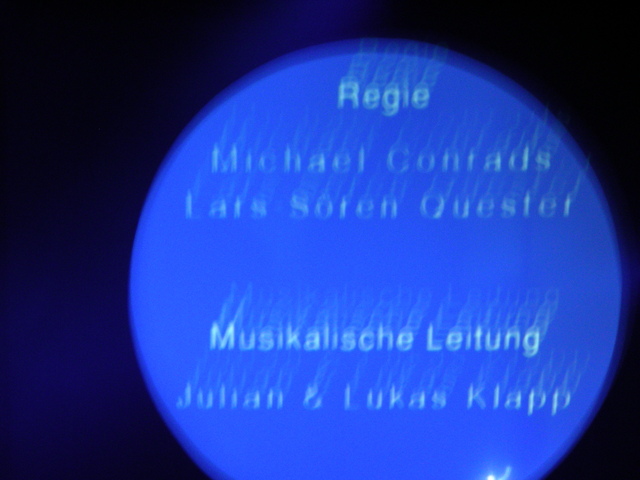 Regie
Michael Conrads
Lars Sören Quester
Musikalische Leitung
Julian & Lukas Klapp